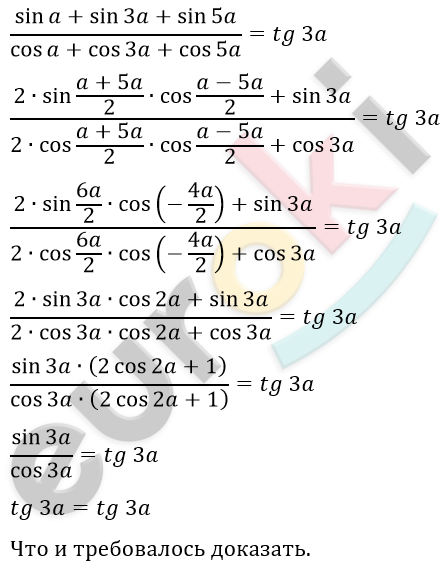 (sin a + sin 3a + sin 5a)/(cos a + cos 3a + cos 5a) = tg 3a
(2 · sin (a + 5a)/2 · cos (a − 5a)/2 + sin 3a)/(2 · cos (a + 5a)/2 · cos (a − 5a)/2 + cos 3a) = tg 3a
(2 · sin 6a/2 · cos (−4a/2) + sin 3a)/(2 · cos 6a/2 · cos (−4a/2) + cos 3a) = tg 3a
(2 · sin 3a · cos 2a + sin 3a)/(2 · cos 3a · cos 2a + cos 3a) = tg 3a
(sin 3a · (2 cos 2a + 1))/(cos 3a · (2 cos 2a + 1)) = tg 3a
sin 3a/cos 3a = tg 3a
tg 3a = tg 3a
Что и требовалось доказать.
euroki